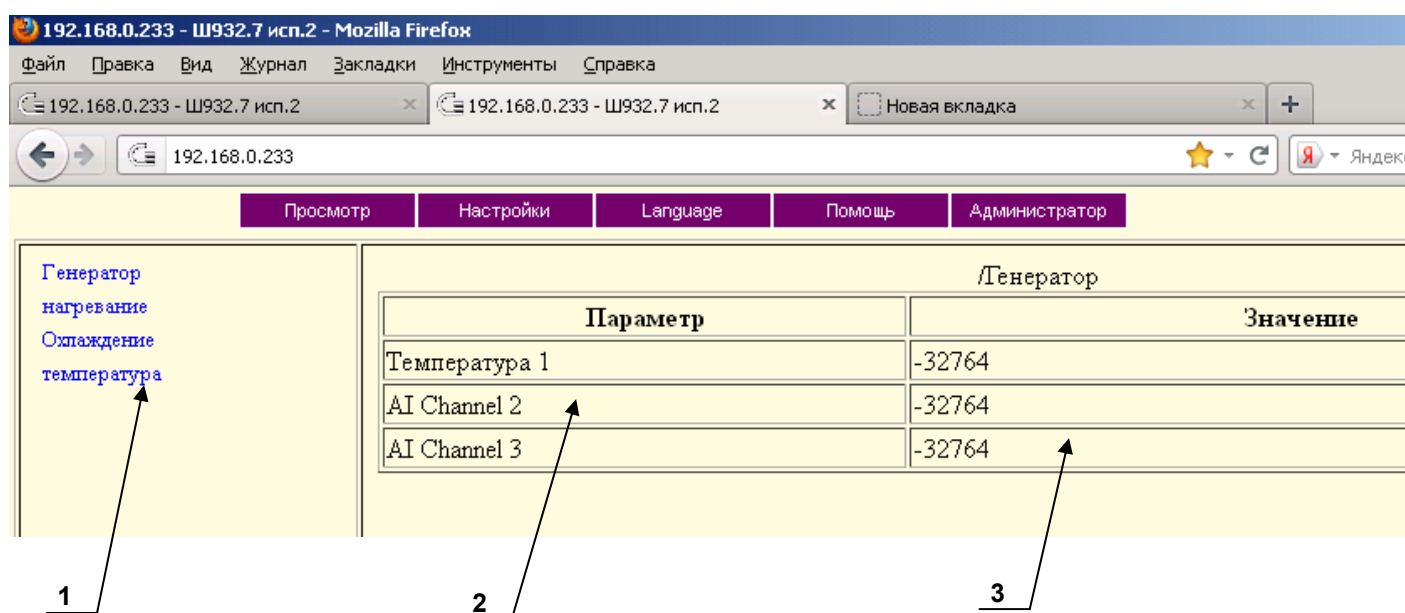 192.168.0.233 - Ш932.7 исп.2 - Mozilla Firefox
Файл Правка Вид Журнал Закладки Инструменты Справка
192.168.0.233 - Ш932.7 исп.2 192.168.0.233 - Ш932.7 исп.2 Новая вкладка
192.168.0.233 Я Яндекс
Просмотр Настройки Language Помощь Администратор
Генератор
нагревание
Охлаждение
температура
/Генератор
Параметр Значение
Температура 1 -32764
AI Channel 2 -32764
AI Channel 3 -32764
1 2 3